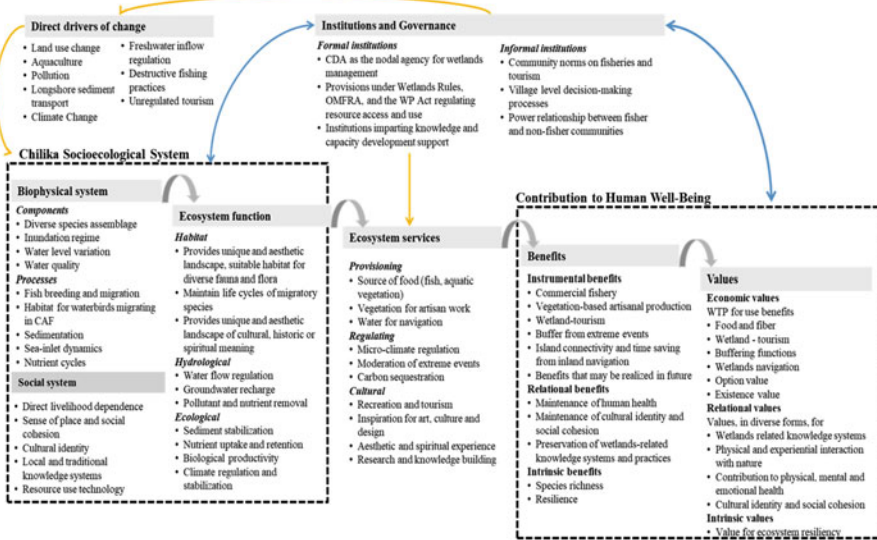 Direct drivers of change
• Land use change
• Aquaculture
• Pollution
• Longshore sediment
transport
• Climate Change
• Freshwater inflow
regulation
• Destructive fishing
practices
• Unregulated tourism
Institutions and Governance
Formal institutions
• CDA as the nodal agency for wetlands
management
• Provisions under Wetlands Rules,
OMFRA, and the WP Act regulating
resource access and use
• Institutions imparting knowledge and
capacity development support
Informal institutions
• Community norms on fisheries and
tourism
• Village level decision-making
processes
• Power relationship between fisher
and non-fisher communities
Chilika Socioecological System
Biophysical system
Components
• Diverse species assemblage
• Inundation regime
• Water level variation
• Water quality
Processes
• Fish breeding and migration
• Habitat for waterbirds migrating
in CAF
• Sedimentation
• Sea-inlet dynamics
• Nutrient cycles
Social system
• Direct livelihood dependence
• Sense of place and social
cohesion
• Cultural identity
• Local and traditional
knowledge systems
• Resource use technology
Ecosystem function
Habitat
• Provides unique and aesthetic
landscape, suitable habitat for
diverse fauna and flora
• Maintain life cycles of migratory
species
• Provides unique and aesthetic
landscape of cultural, historic or
spiritual meaning
Hydrological
• Water flow regulation
• Groundwater recharge
• Pollutant and nutrient removal
Ecological
• Sediment stabilization
• Nutrient uptake and retention
• Biological productivity
• Climate regulation and
stabilization
Ecosystem services
Provisioning
• Source of food (fish, aquatic
vegetation)
• Vegetation for artisan work
• Water for navigation
Regulating
• Micro-climate regulation
• Moderation of extreme events
• Carbon sequestration
Cultural
• Recreation and tourism
• Inspiration for art, culture and
design
• Aesthetic and spiritual experience
• Research and knowledge building
Contribution to Human Well-Being
Benefits
Instrumental benefits
• Commercial fishery
• Vegetation-based artisanal production
• Wetland-tourism
• Buffer from extreme events
• Island connectivity and time saving
from inland navigation
• Benefits that may be realized in future
Relational benefits
• Maintenance of human health
• Maintenance of cultural identity and
social cohesion
• Preservation of wetlands-related
knowledge systems and practices
Intrinsic benefits
• Species richness
• Resilience
Values
Economic values
WTP for use benefits
• Food and fiber
• Wetland - tourism
• Buffering functions
• Wetlands navigation
• Option value
• Existence value
Relational values
Values, in diverse forms, for
• Wetlands related knowledge systems
• Physical and experiential interaction
with nature
• Contribution to physical, mental and
emotional health
• Cultural identity and social cohesion
Intrinsic values
• Value for ecosystem resiliency